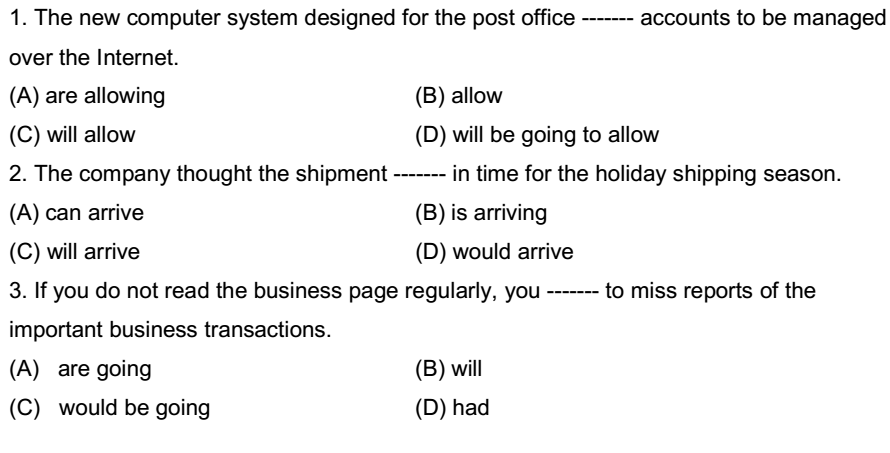 1. The new computer system designed for the post office ------- accounts to be managed
over the Internet.
(A) are allowing (B) allow
(C) will allow (D) will be going to allow
2. The company thought the shipment ------- in time for the holiday shipping season.
(A) can arrive (B) is arriving
(C) will arrive (D) would arrive
3. If you do not read the business page regularly, you ------- to miss reports of the
important business transactions.
(A) are going (B) will
(C) would be going (D) had